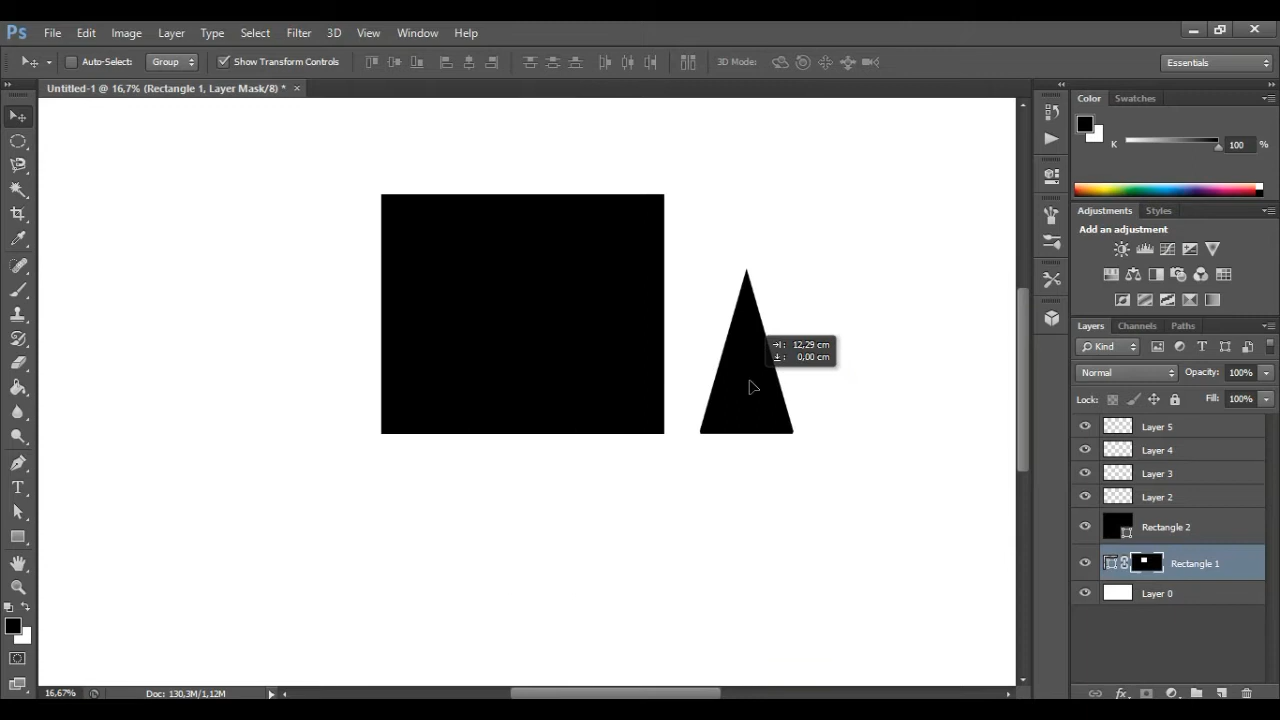 Ps File Edit Image Layer Type Select Filter 3D View Window Help
Auto-Select: Group Show Transform Controls 3D Mode: Essentials
Untitled-1 @ 16,7% (Rectangle 1, Layer Mask/8) * ×
Color Swatches
K 100 %
Adjustments Styles
Add an adjustment
12,29 cm
0,00 cm
Layers Channels Paths
Kind
Normal Opacity: 100%
Lock: Fill: 100%
Layer 5
Layer 4
Layer 3
Layer 2
Rectangle 2
Rectangle 1
Layer 0
16,67% Doc: 130,3M/1,12M